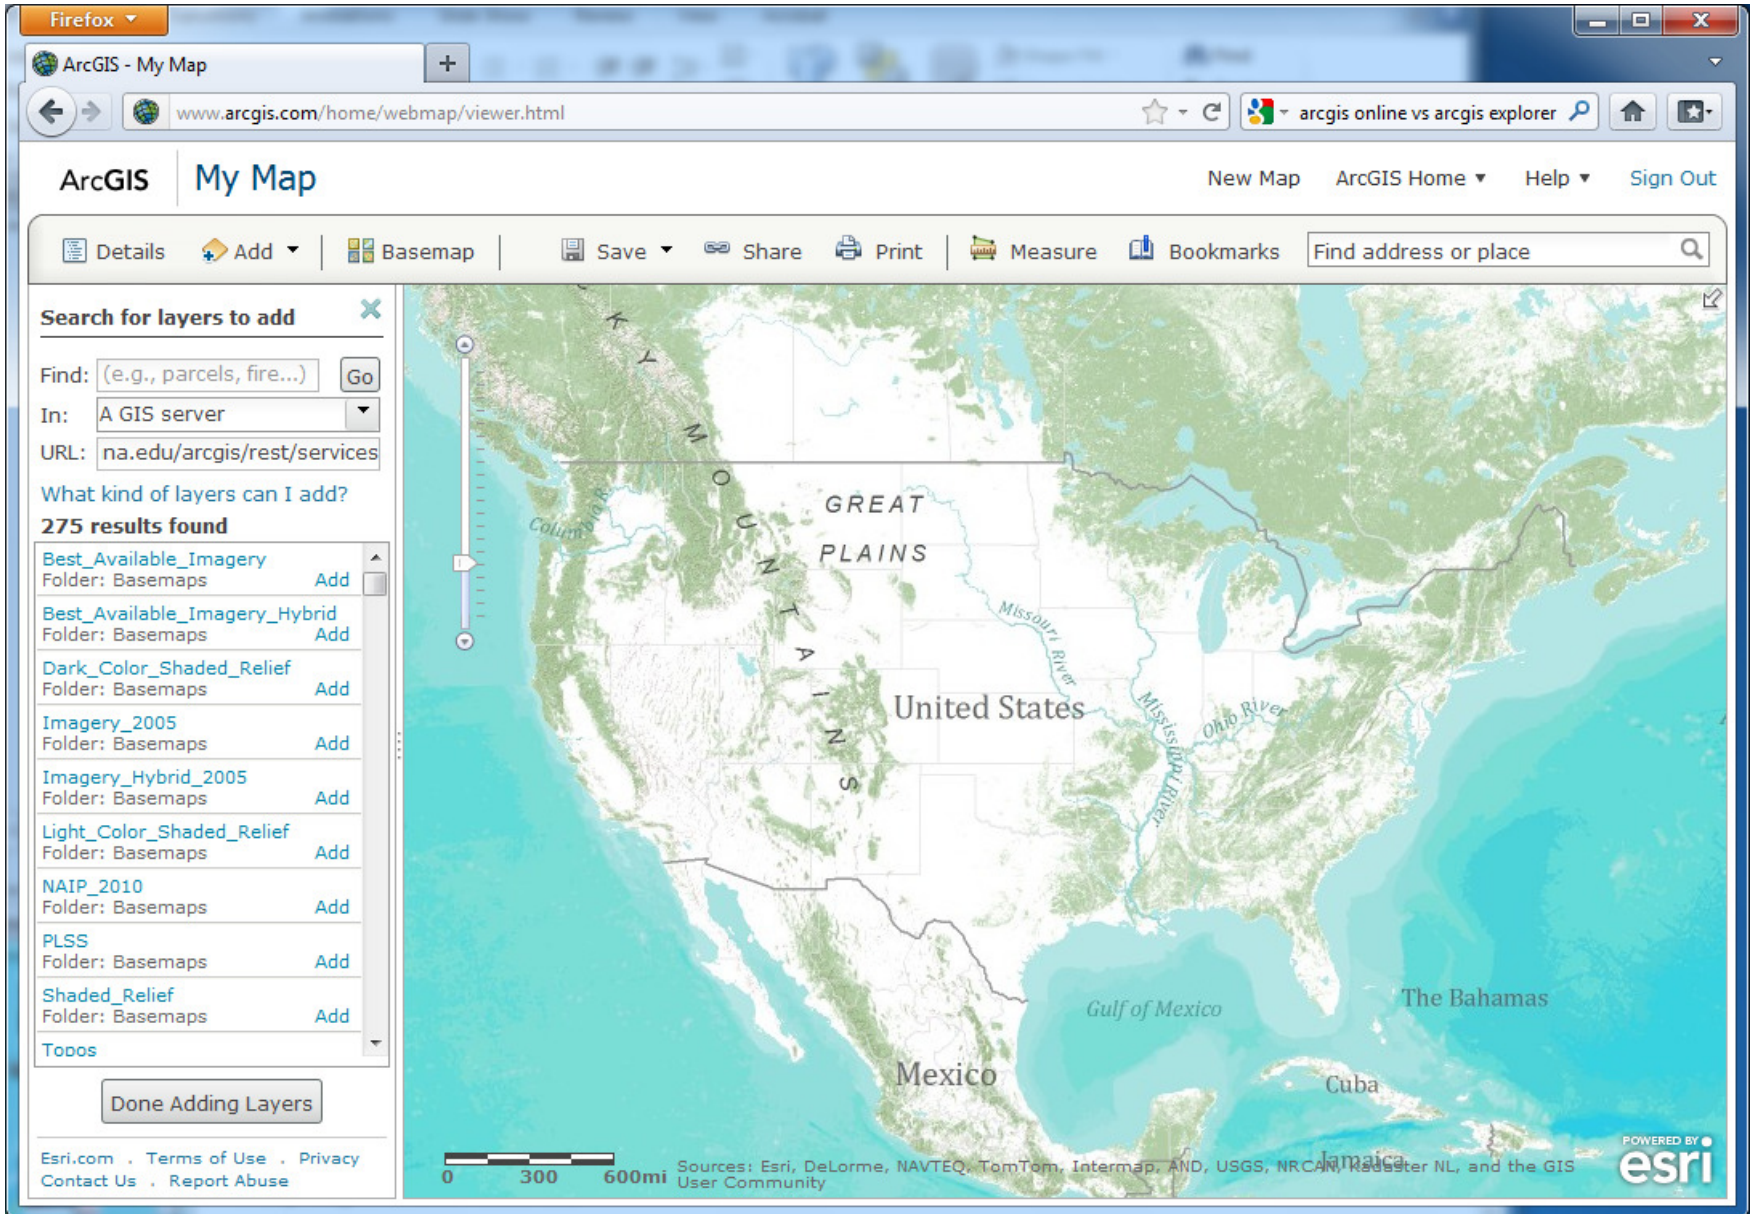 Firefox
ArcGIS - My Map
www.arcgis.com/home/webmap/viewer.html
arcgis online vs arcgis explorer
ArcGIS
My Map
New Map
ArcGIS Home
Help
Sign Out
Details
Add
Basemap
Save
Share
Print
Measure
Bookmarks
Find address or place
Search for layers to add
Find: (e.g., parcels, fire...) Go
In: A GIS server
URL: na.edu/arcgis/rest/services
What kind of layers can I add?
275 results found
Best_Available_Imagery
Folder: Basemaps Add
Best_Available_Imagery_Hybrid
Folder: Basemaps Add
Dark_Color_Shaded_Relief
Folder: Basemaps Add
Imagery_2005
Folder: Basemaps Add
Imagery_Hybrid_2005
Folder: Basemaps Add
Light_Color_Shaded_Relief
Folder: Basemaps Add
NAIP_2010
Folder: Basemaps Add
PLSS
Folder: Basemaps Add
Shaded_Relief
Folder: Basemaps Add
Topos
Done Adding Layers
Esri.com . Terms of Use . Privacy
Contact Us . Report Abuse
K Y M O U N T A I N S
GREAT
PLAINS
Columbia R.
Missouri River
United States
Mississippi River
Ohio River
Gulf of Mexico
The Bahamas
Mexico
Cuba
Jamaica
0 300 600mi
Sources: Esri, DeLorme, NAVTEQ, TomTom, Intermap, AND, USGS, NRCAN, Kadaster NL, and the GIS
User Community
POWERED BY
esri